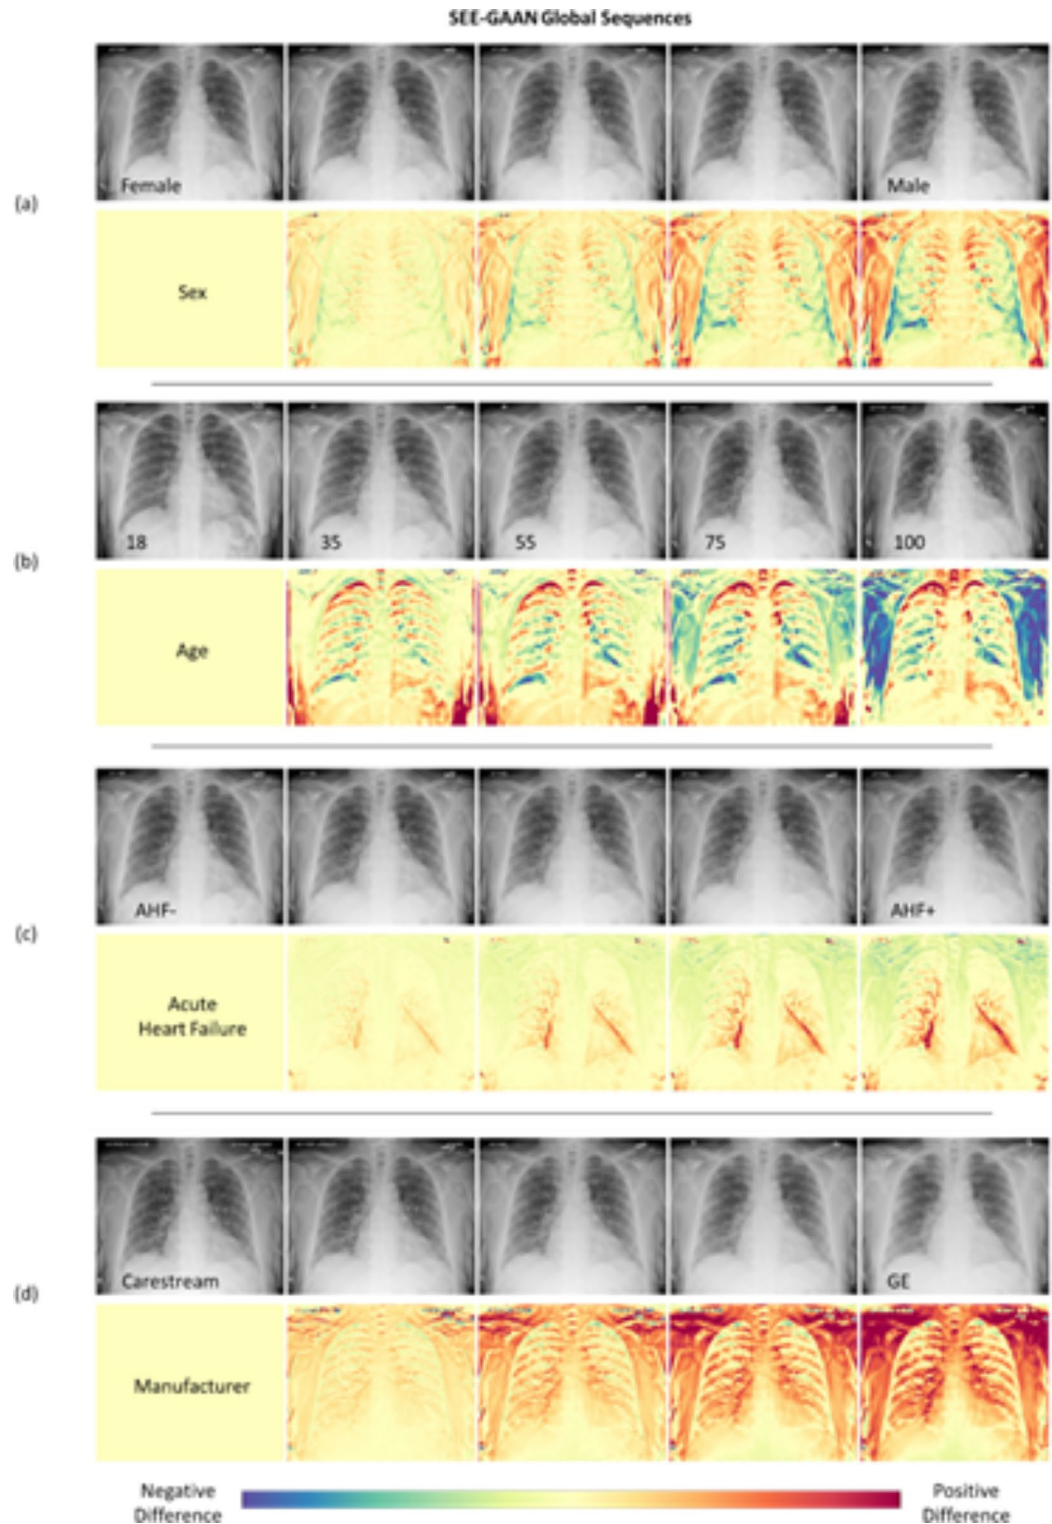 SEE-GAAN Global Sequences
Female
Male
(a)
Sex
18
35
55
75
100
(b)
Age
AHF-
AHF+
(c)
Acute
Heart Failure
Carestream
GE
(d)
Manufacturer
Negative
Difference
Positive
Difference